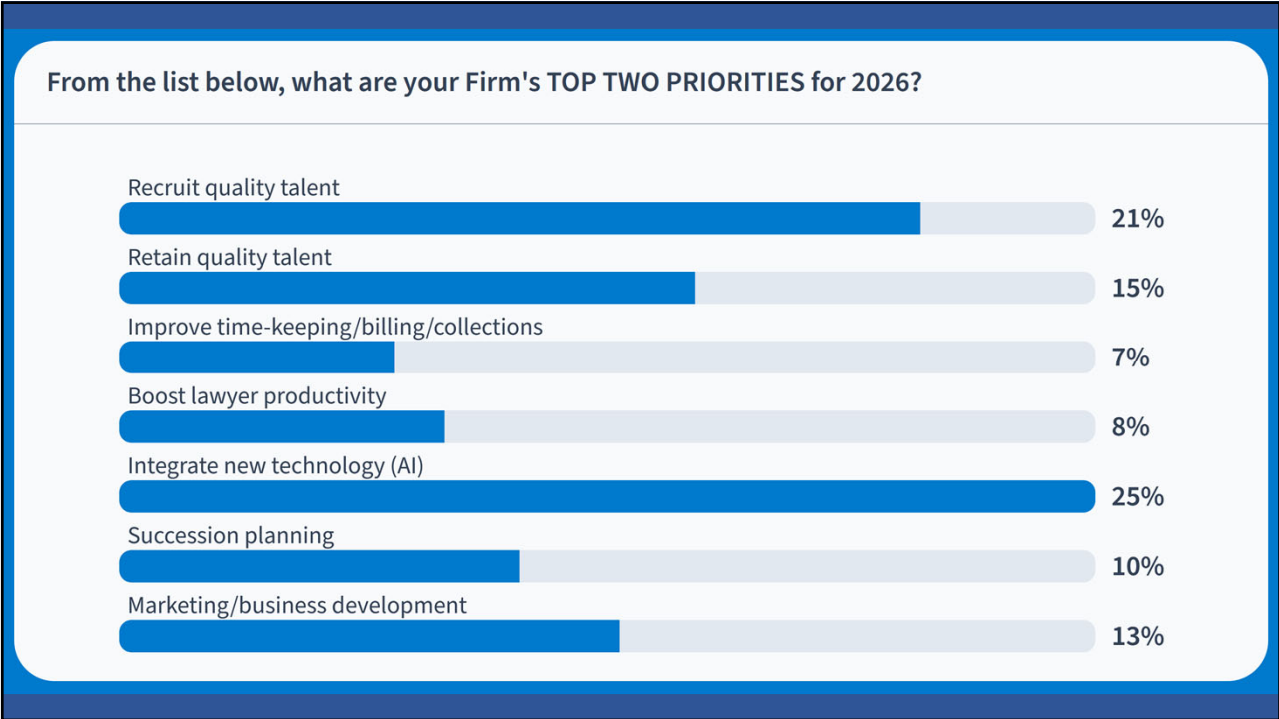 From the list below, what are your Firm's TOP TWO PRIORITIES for 2026?
Recruit quality talent
21%
Retain quality talent
15%
Improve time-keeping/billing/collections
7%
Boost lawyer productivity
8%
Integrate new technology (AI)
25%
Succession planning
10%
Marketing/business development
13%